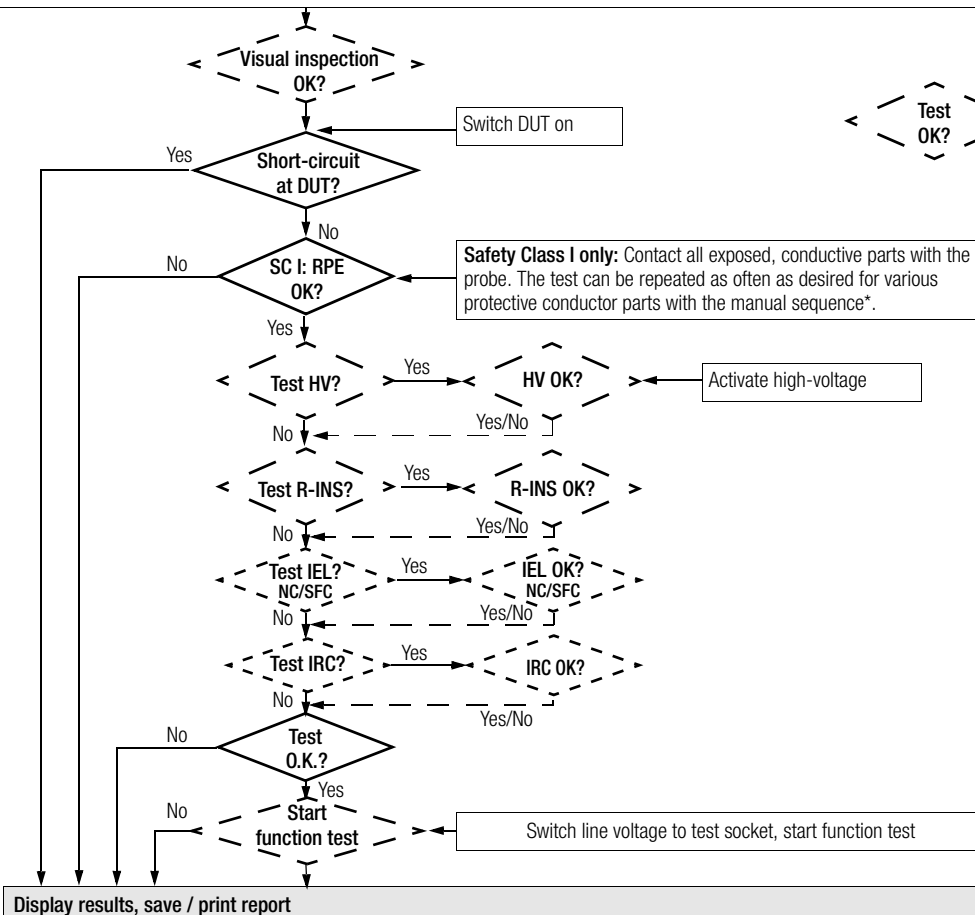 Visual inspection
OK?
Test
OK?
Switch DUT on
Yes
Short-circuit
at DUT?
No
No
SC I: RPE
OK?
Safety Class I only: Contact all exposed, conductive parts with the
probe. The test can be repeated as often as desired for various
protective conductor parts with the manual sequence*.
Yes
Test HV?
Yes
HV OK?
Activate high-voltage
No
Yes/No
Test R-INS?
Yes
R-INS OK?
No
Yes/No
Test IEL?
NC/SFC
Yes
IEL OK?
NC/SFC
No
Yes/No
Test IRC?
Yes
IRC OK?
No
Yes/No
No
Test
O.K.?
Yes
No
Start
function test
Switch line voltage to test socket, start function test
Display results, save / print report